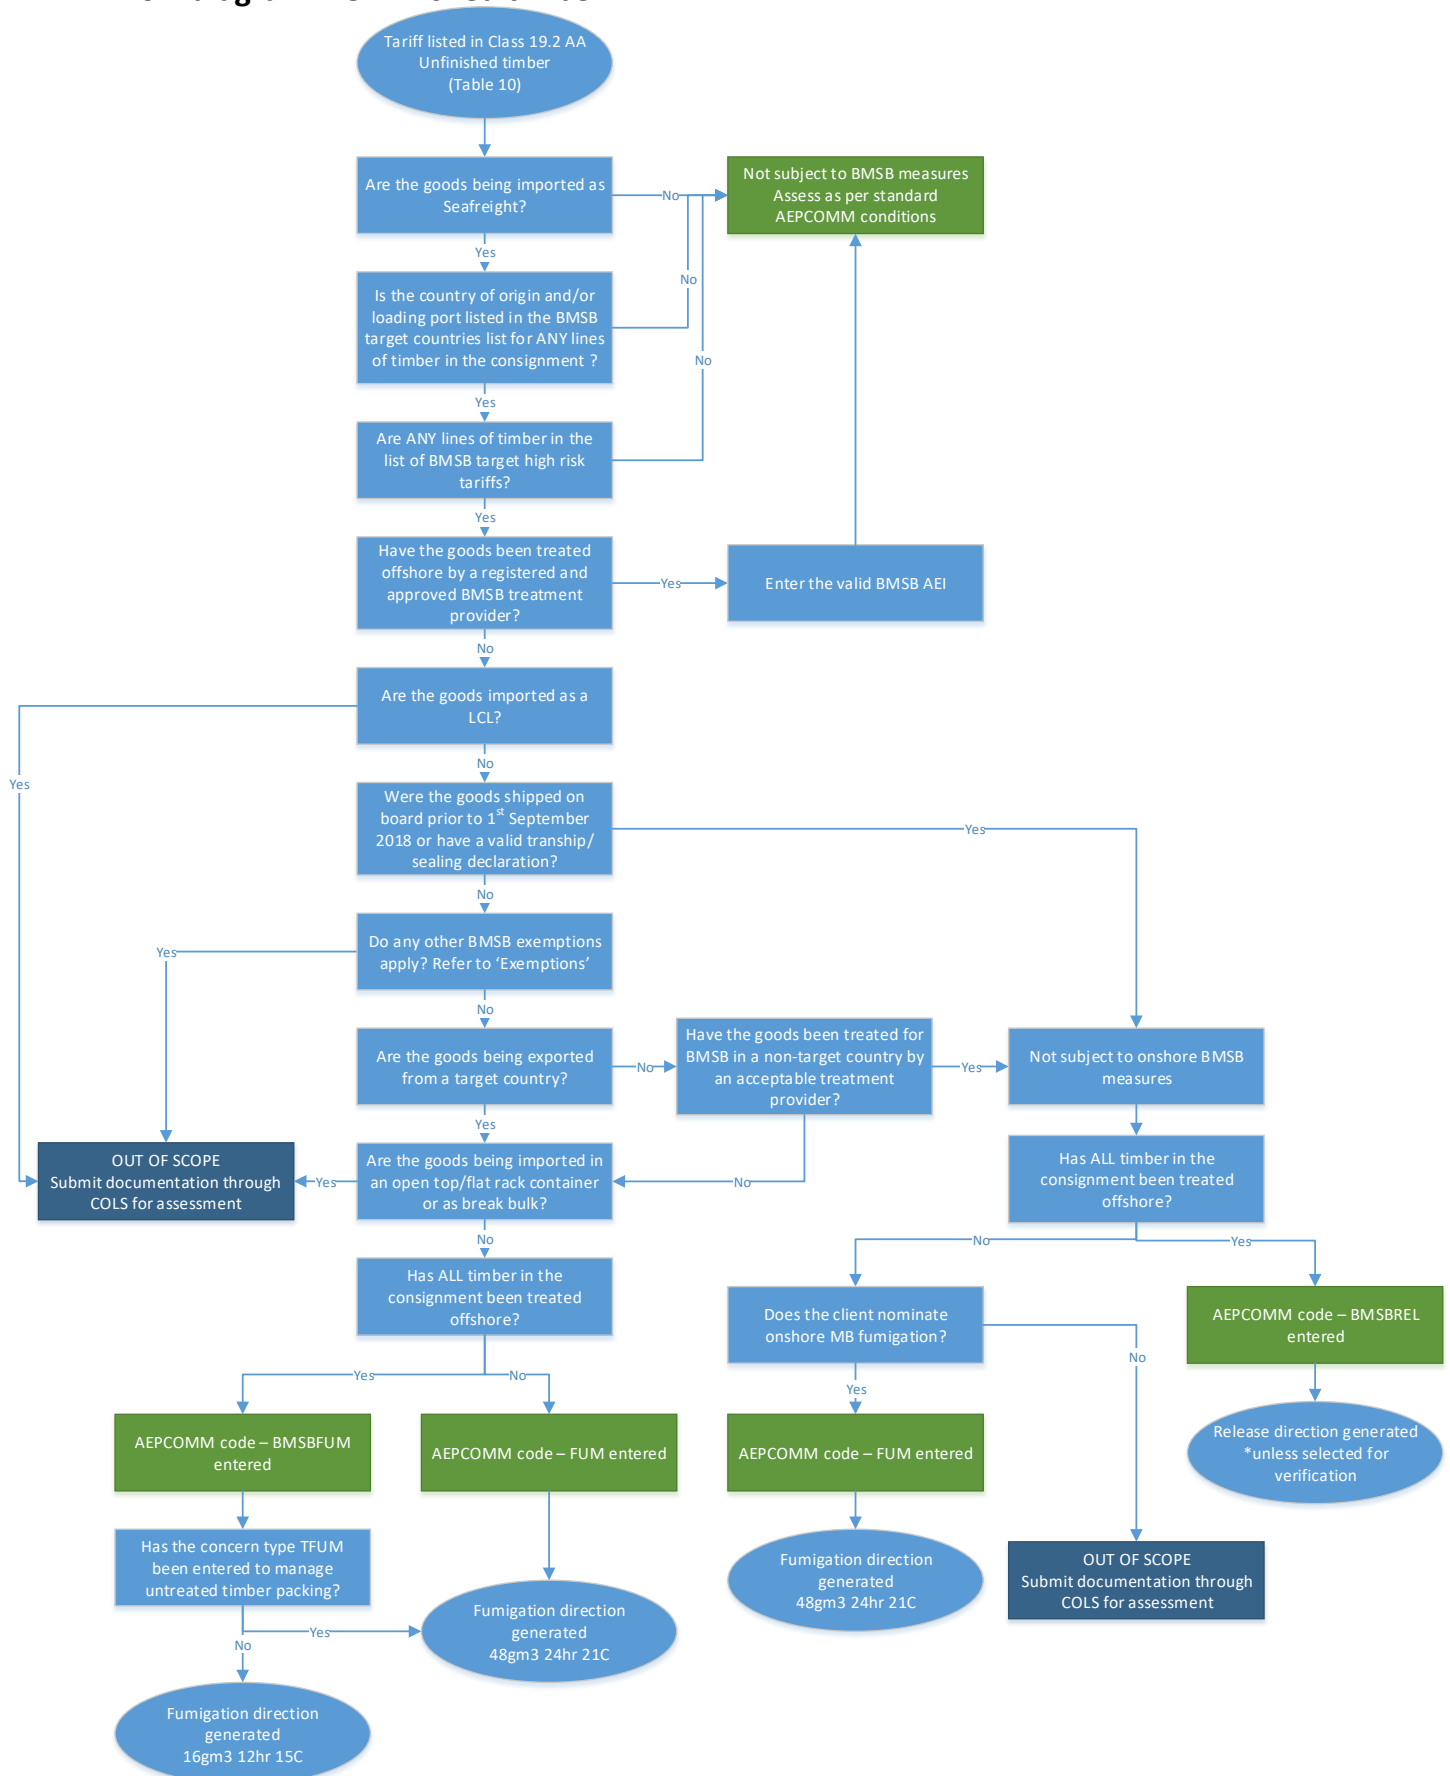 Tariff listed in Class 19.2 AA
Unfinished timber
(Table 10)
Are the goods being imported as
Seafreight?
No
Not subject to BMSB measures
Assess as per standard
AEPCOMM conditions
Yes
No
Is the country of origin and/or
loading port listed in the BMSB
target countries list for ANY lines
of timber in the consignment ?
No
Yes
Are ANY lines of timber in the
list of BMSB target high risk
tariffs?
Yes
Have the goods been treated
offshore by a registered and
approved BMSB treatment
provider?
Yes
Enter the valid BMSB AEI
No
Are the goods imported as a
LCL?
Yes
No
Were the goods shipped on
board prior to 1st September
2018 or have a valid tranship/
sealing declaration?
Yes
No
Do any other BMSB exemptions
apply? Refer to ‘Exemptions’
Yes
No
Are the goods being exported
from a target country?
No
Have the goods been treated for
BMSB in a non-target country by
an acceptable treatment
provider?
Yes
Not subject to onshore BMSB
measures
Yes
OUT OF SCOPE
Submit documentation through
COLS for assessment
Yes
Are the goods being imported in
an open top/flat rack container
or as break bulk?
No
Has ALL timber in the
consignment been treated
offshore?
No
No
Yes
Has ALL timber in the
consignment been treated
offshore?
Does the client nominate
onshore MB fumigation?
AEPCOMM code – BMSBREL
entered
No
Yes
No
Yes
AEPCOMM code – BMSBFUM
entered
AEPCOMM code – FUM entered
AEPCOMM code – FUM entered
Release direction generated
*unless selected for
verification
Has the concern type TFUM
been entered to manage
untreated timber packing?
Fumigation direction
generated
48gm3 24hr 21C
OUT OF SCOPE
Submit documentation through
COLS for assessment
Yes
No
Fumigation direction
generated
48gm3 24hr 21C
Fumigation direction
generated
16gm3 12hr 15C